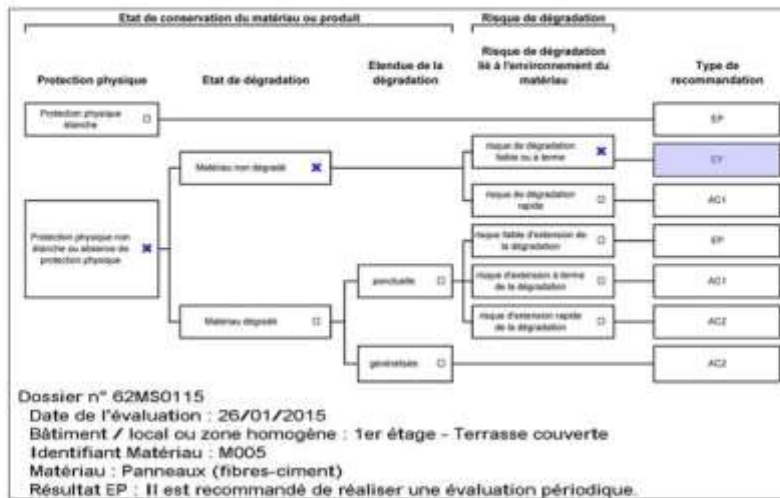 Etat de conservation du matériau ou produit
Risque de dégradation
Protection physique
Etat de dégradation
Etendue de la
dégradation
Risque de dégradation
lié à l'environnement du
matériau
Type de
recommandation
Protection physique
étanche
EP
Matériau non dégradé
risque de dégradation
faible ou à terme
EP
risque de dégradation
rapide
AC1
Protection physique non
étanche ou absence de
protection physique
risque faible d'extension de
la dégradation
EP
ponctuelle
risque d'extension à terme
de la dégradation
AC1
Matériau dégradé
risque d'extension rapide
de la dégradation
AC2
généralisée
AC2
Dossier n° 62MS0115
Date de l'évaluation : 26/01/2015
Bâtiment / local ou zone homogène : 1er étage - Terrasse couverte
Identifiant Matériau : M005
Matériau : Panneaux (fibres-ciment)
Résultat EP : Il est recommandé de réaliser une évaluation périodique.